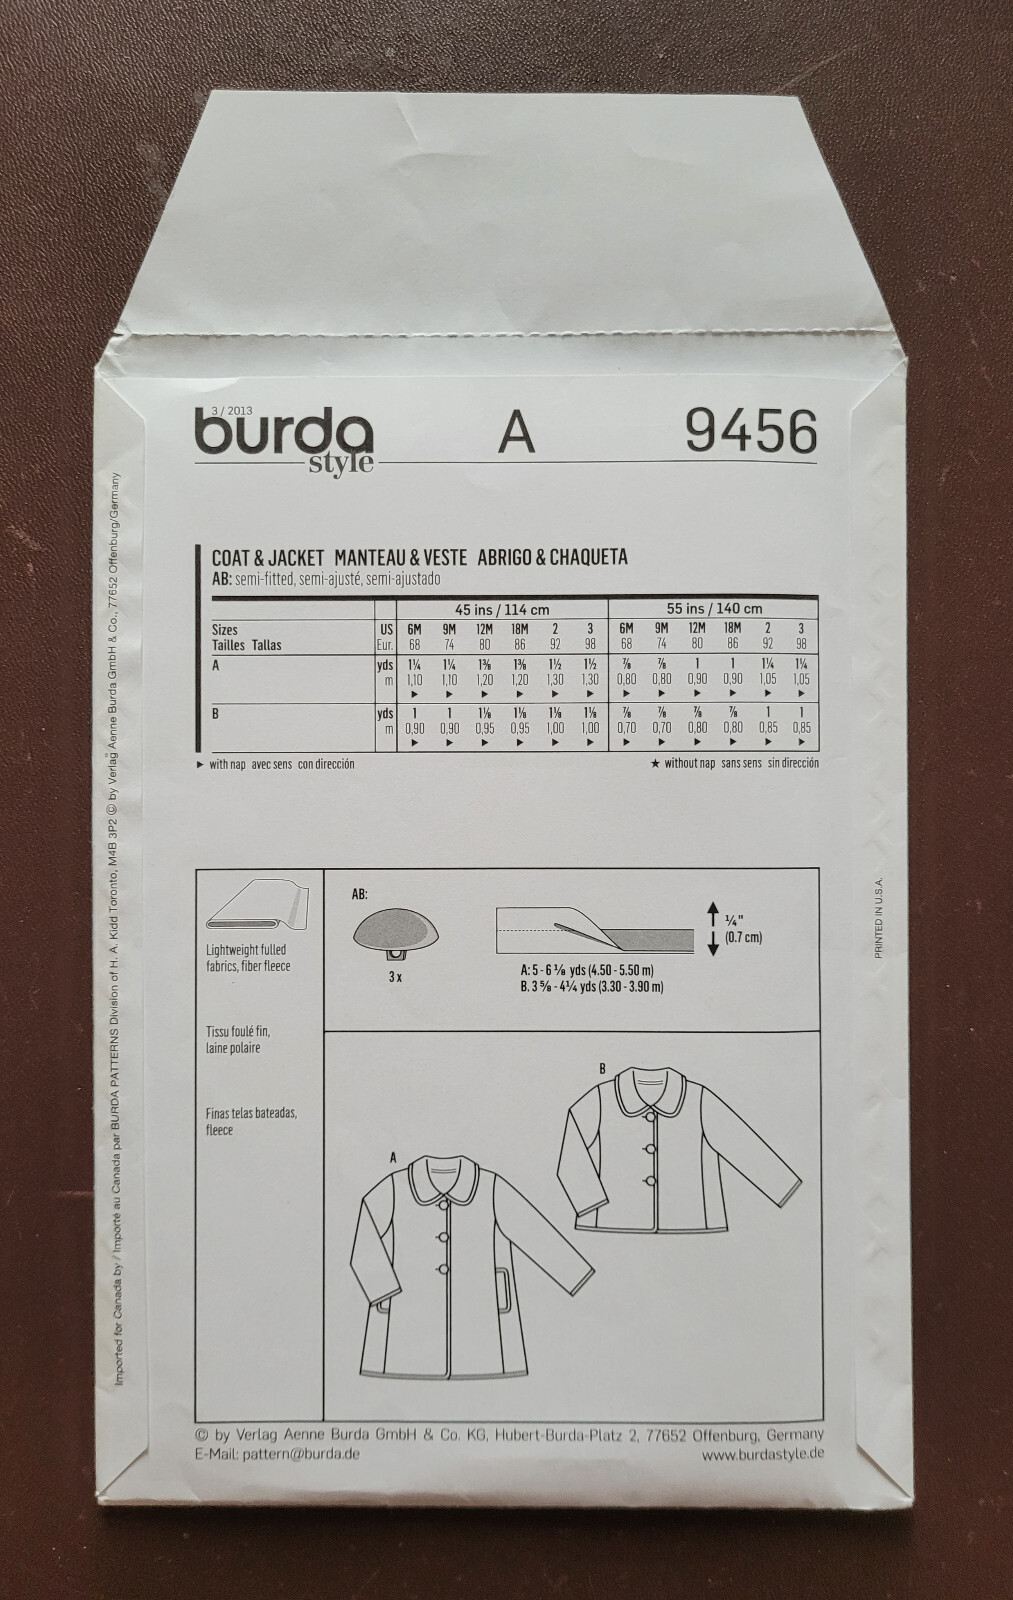 3 / 2013
burda style A 9456
COAT & JACKET MANTEAU & VESTE ABRIGO & CHAQUETA
AB: semi-fitted, semi-ajusté, semi-ajustado
45 ins / 114 cm 55 ins / 140 cm
Sizes US 6M 9M 12M 18M 2 3 6M 9M 12M 18M 2 3
Tailles Tallas Eur. 68 74 80 86 92 98 68 74 80 86 92 98
A yds 1¼ 1¼ 1⅜ 1⅜ 1½ 1½ ⅞ ⅞ 1 1 1¼ 1¼
m 1,10 1,10 1,20 1,20 1,30 1,30 0,80 0,80 0,90 0,90 1,05 1,05
▶ ▶ ▶ ▶ ▶ ▶ ▶ ▶ ▶ ▶ ▶ ▶
B yds 1 1 1⅛ 1⅛ 1⅛ 1⅛ ⅞ ⅞ ⅞ ⅞ 1 1
m 0,90 0,90 0,95 0,95 1,00 1,00 0,70 0,70 0,80 0,80 0,85 0,85
▶ ▶ ▶ ▶ ▶ ▶ ▶ ▶ ▶ ▶ ▶ ▶
▶ with nap avec sens con dirección ★ without nap sans sens sin dirección
Lightweight fulled
fabrics, fiber fleece
Tissu foulé fin,
laine polaire
Finas telas bateadas,
fleece
AB:
3 x
¼"
(0.7 cm)
A: 5 - 6 ⅛ yds (4.50 - 5.50 m)
B. 3 ⅝ - 4¼ yds (3.30 - 3.90 m)
B
A
© by Verlag Aenne Burda GmbH & Co. KG, Hubert-Burda-Platz 2, 77652 Offenburg, Germany
E-Mail: pattern@burda.de www.burdastyle.de
Imported for Canada by / Importé au Canada par BURDA PATTERNS Division of H. A. Kidd Toronto, M4B 3P2 © by Verlag Aenne Burda GmbH & Co., 77652 Offenburg/Germany
PRINTED IN U.S.A.